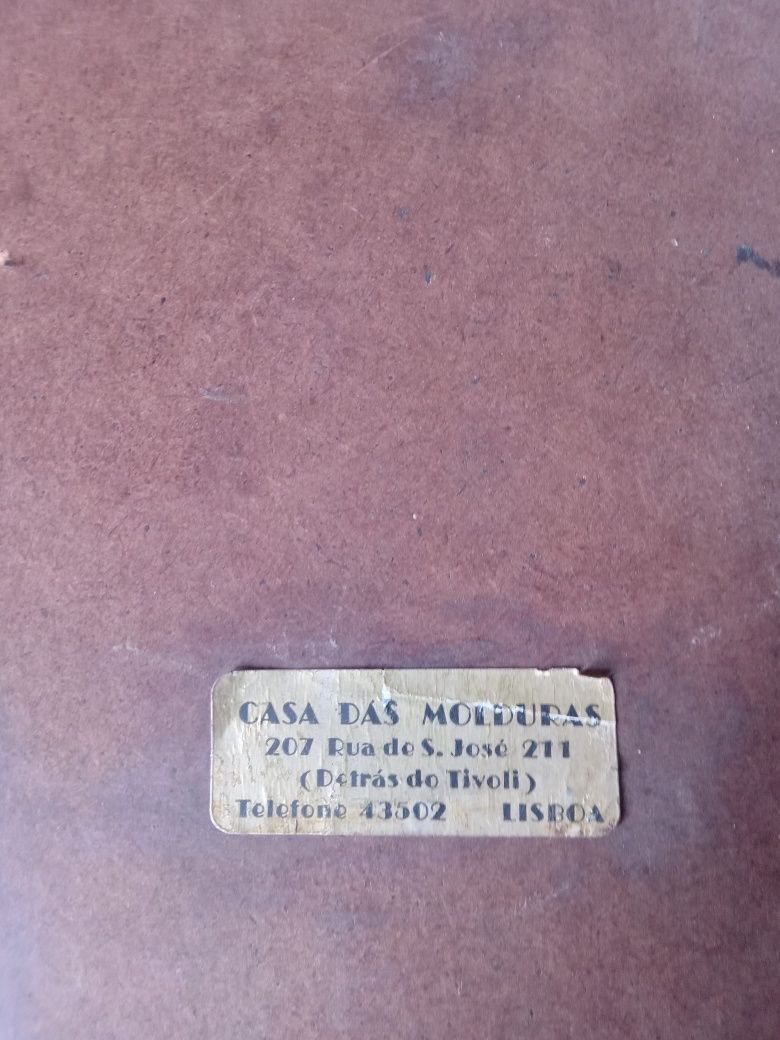 CASA DAS MOLDURAS
207 Rua de S. José 211
(Detrás do Tivoli)
Telefone 43502 LISBOA